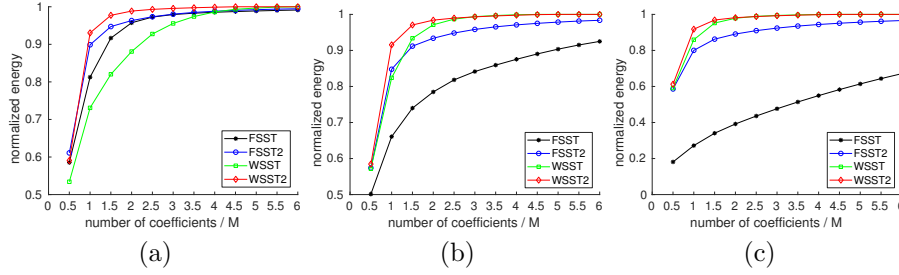 1
0.9
0.8
0.7
0.6
0.5
normalized energy
0 0.5 1 1.5 2 2.5 3 3.5 4 4.5 5 5.5 6
number of coefficients / M
FSST
FSST2
WSST
WSST2
(a)
1
0.9
0.8
0.7
0.6
0.5
normalized energy
0 0.5 1 1.5 2 2.5 3 3.5 4 4.5 5 5.5 6
number of coefficients / M
FSST
FSST2
WSST
WSST2
(b)
1
0.8
0.6
0.4
0.2
0
normalized energy
0 0.5 1 1.5 2 2.5 3 3.5 4 4.5 5 5.5 6
number of coefficients / M
FSST
FSST2
WSST
WSST2
(c)